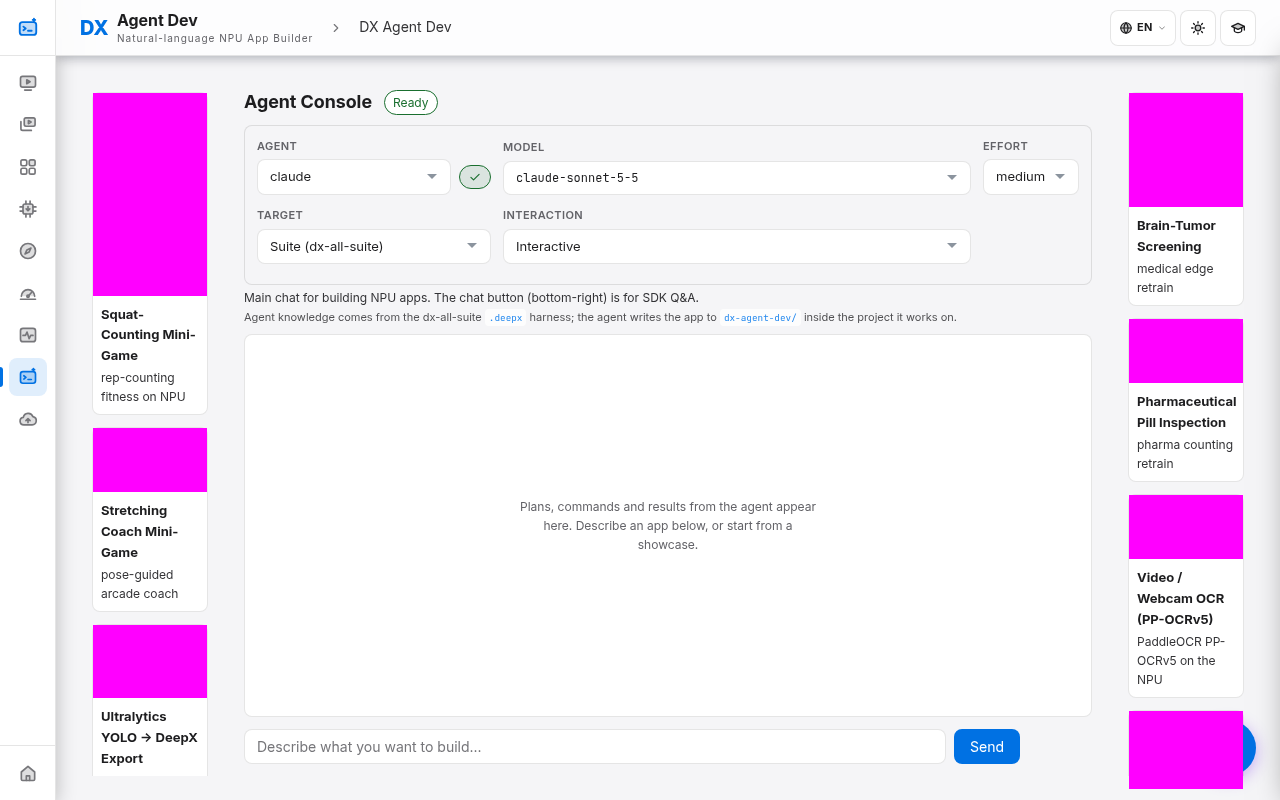 DX
Agent Dev
Natural-language NPU App Builder
DX Agent Dev
EN
Squat-
Counting Mini-
Game
rep-counting
fitness on NPU
Stretching
Coach Mini-
Game
pose-guided
arcade coach
Ultralytics
YOLO → DeepX
Export
Agent Console
Ready
AGENT
claude
MODEL
claude-sonnet-5-5
EFFORT
medium
TARGET
Suite (dx-all-suite)
INTERACTION
Interactive
Main chat for building NPU apps. The chat button (bottom-right) is for SDK Q&A.
Agent knowledge comes from the dx-all-suite .deepx harness; the agent writes the app to dx-agent-dev/ inside the project it works on.
Plans, commands and results from the agent appear
here. Describe an app below, or start from a
showcase.
Describe what you want to build...
Send
Brain-Tumor
Screening
medical edge
retrain
Pharmaceutical
Pill Inspection
pharma counting
retrain
Video /
Webcam OCR
(PP-OCRv5)
PaddleOCR PP-
OCRv5 on the
NPU